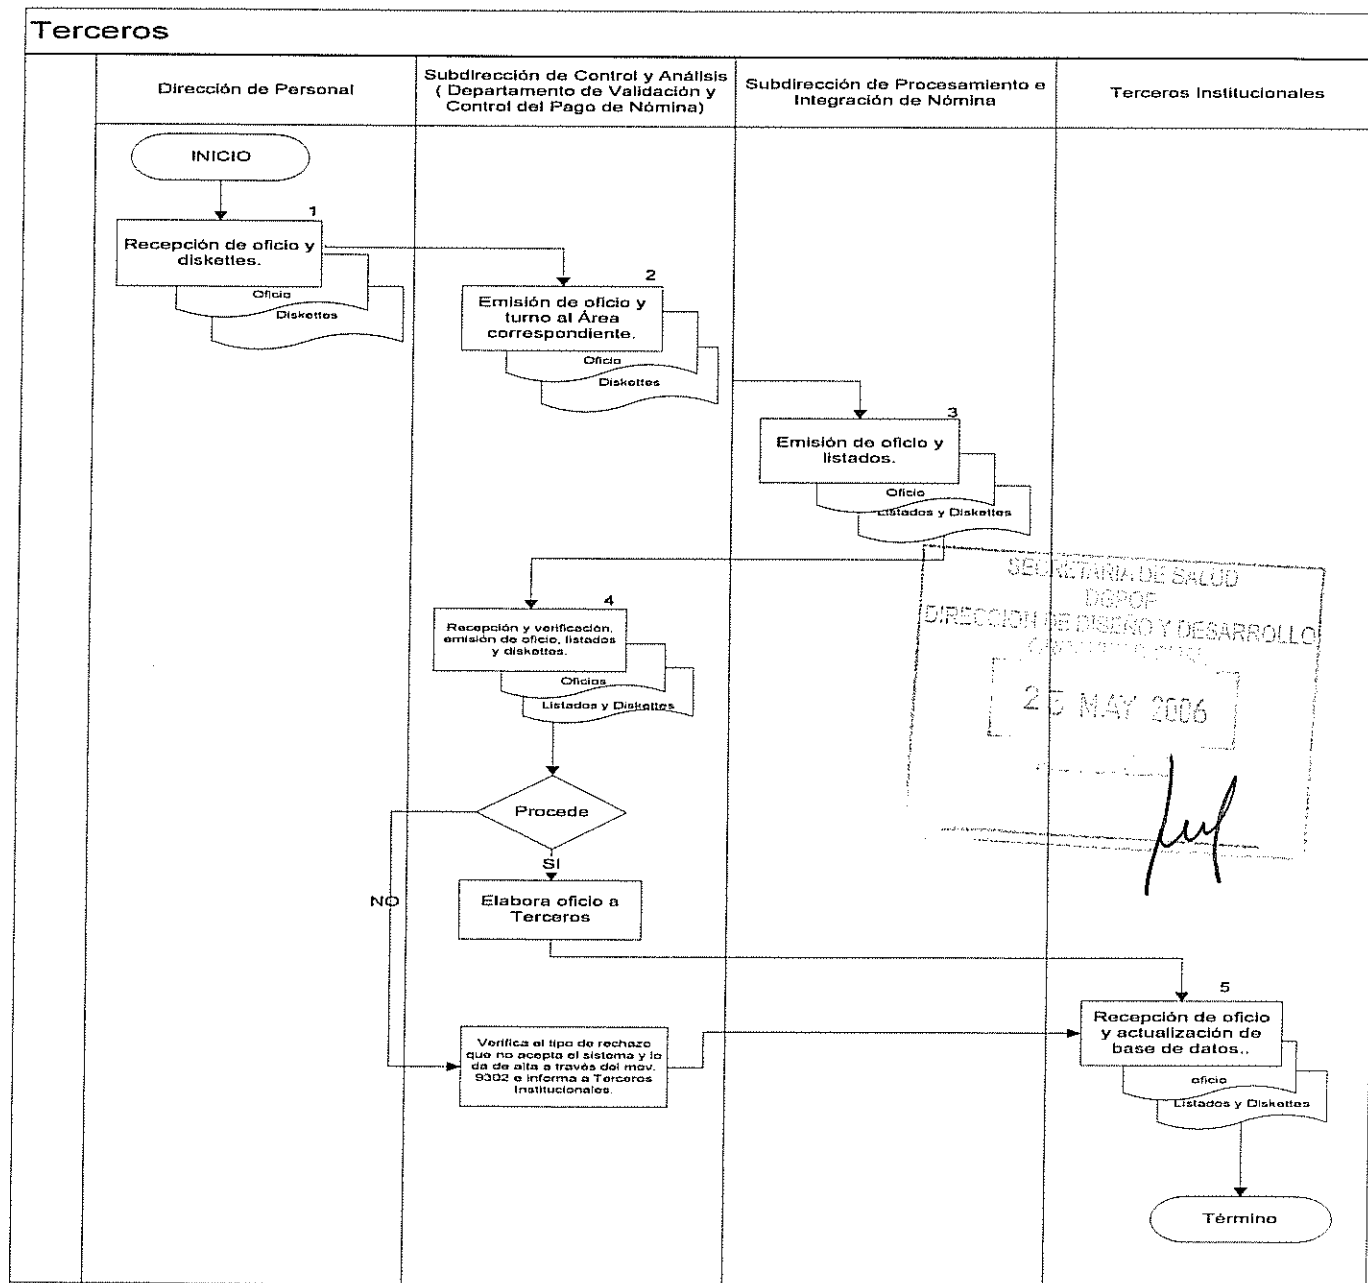 Terceros
Dirección de Personal
Subdirección de Control y Análisis
( Departamento de Validación y
Control del Pago de Nómina)
Subdirección de Procesamiento e
Integración de Nómina
Terceros Institucionales
INICIO
1
Recepción de oficio y
diskettes.
Oficio
Diskettes
2
Emisión de oficio y
turno al Área
correspondiente.
Oficio
Diskettes
3
Emisión de oficio y
listados.
Oficio
Listados y Diskettes
SECRETARIA DE SALUD
DGPOP
DIRECCION DE DISEÑO Y DESARROLLO
25 MAY 2006
4
Recepción y verificación,
emisión de oficio, listados
y diskettes.
Oficios
Listados y Diskettes
Procede
SI
NO
Elabora oficio a
Terceros
5
Recepción de oficio
y actualización de
base de datos..
oficio
Listados y Diskettes
Verifica el tipo de rechazo
que no acepta el sistema y lo
da de alta a través del mov.
9302 e informa a Terceros
Institucionales.
Término